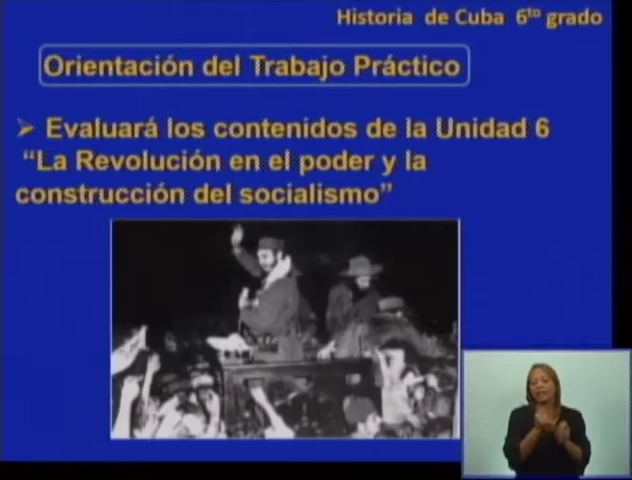 Historia de Cuba 6to grado
Orientación del Trabajo Práctico
➢ Evaluará los contenidos de la Unidad 6
“La Revolución en el poder y la
construcción del socialismo”